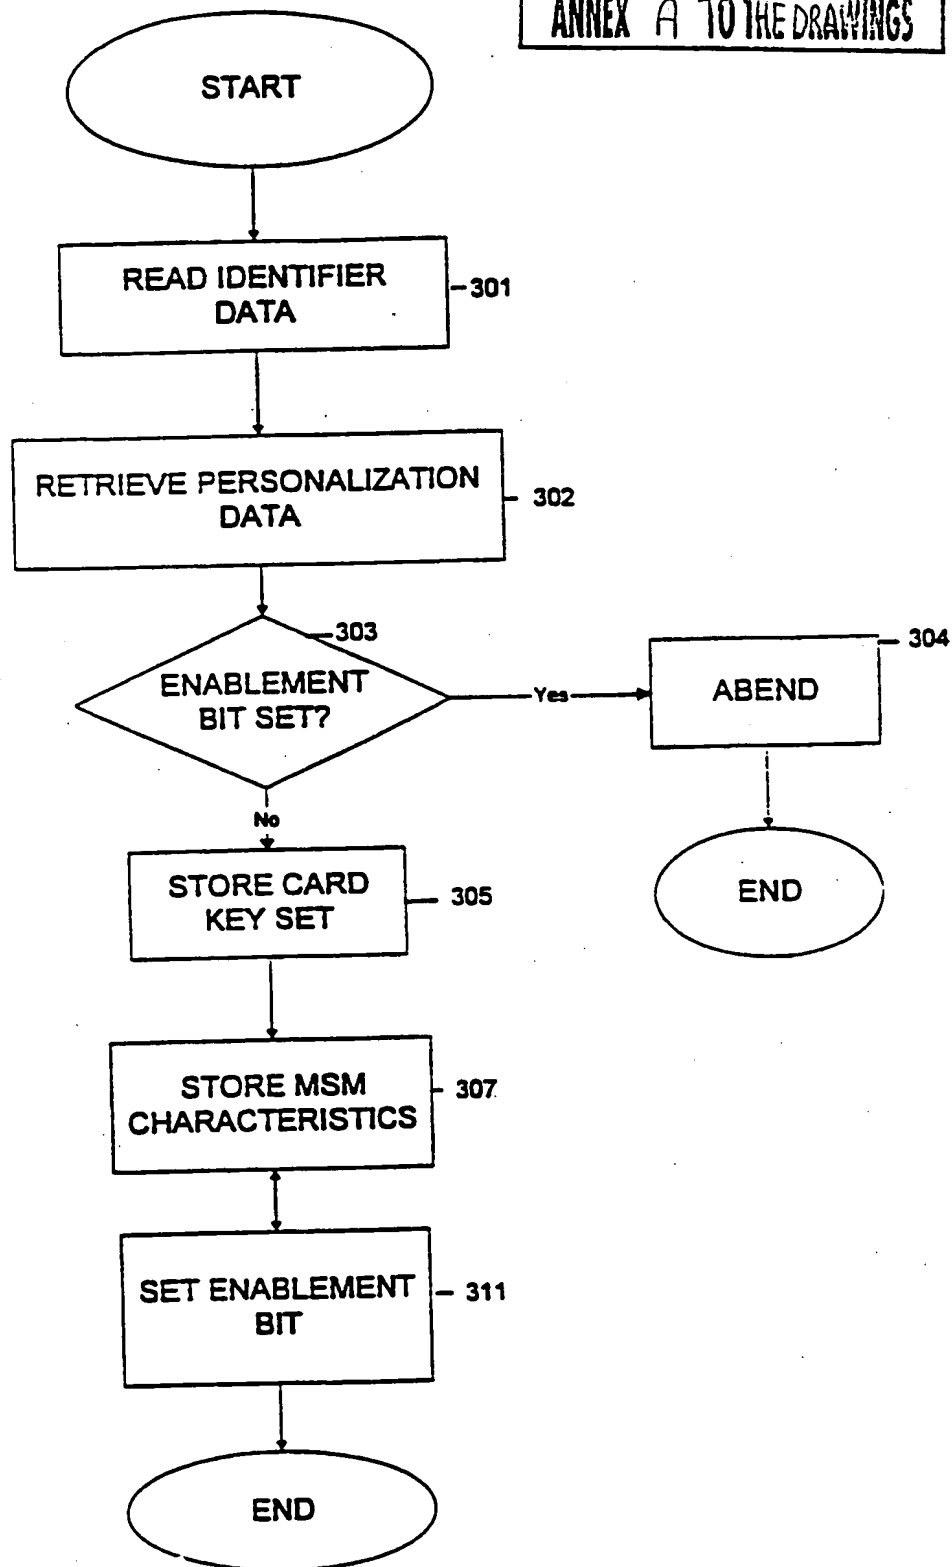 ANNEX A TO THE DRAWINGS
START
READ IDENTIFIER
DATA
301
RETRIEVE PERSONALIZATION
DATA
302
303
ENABLEMENT
BIT SET?
Yes
304
ABEND
No
END
STORE CARD
KEY SET
305
STORE MSM
CHARACTERISTICS
307
SET ENABLEMENT
BIT
311
END